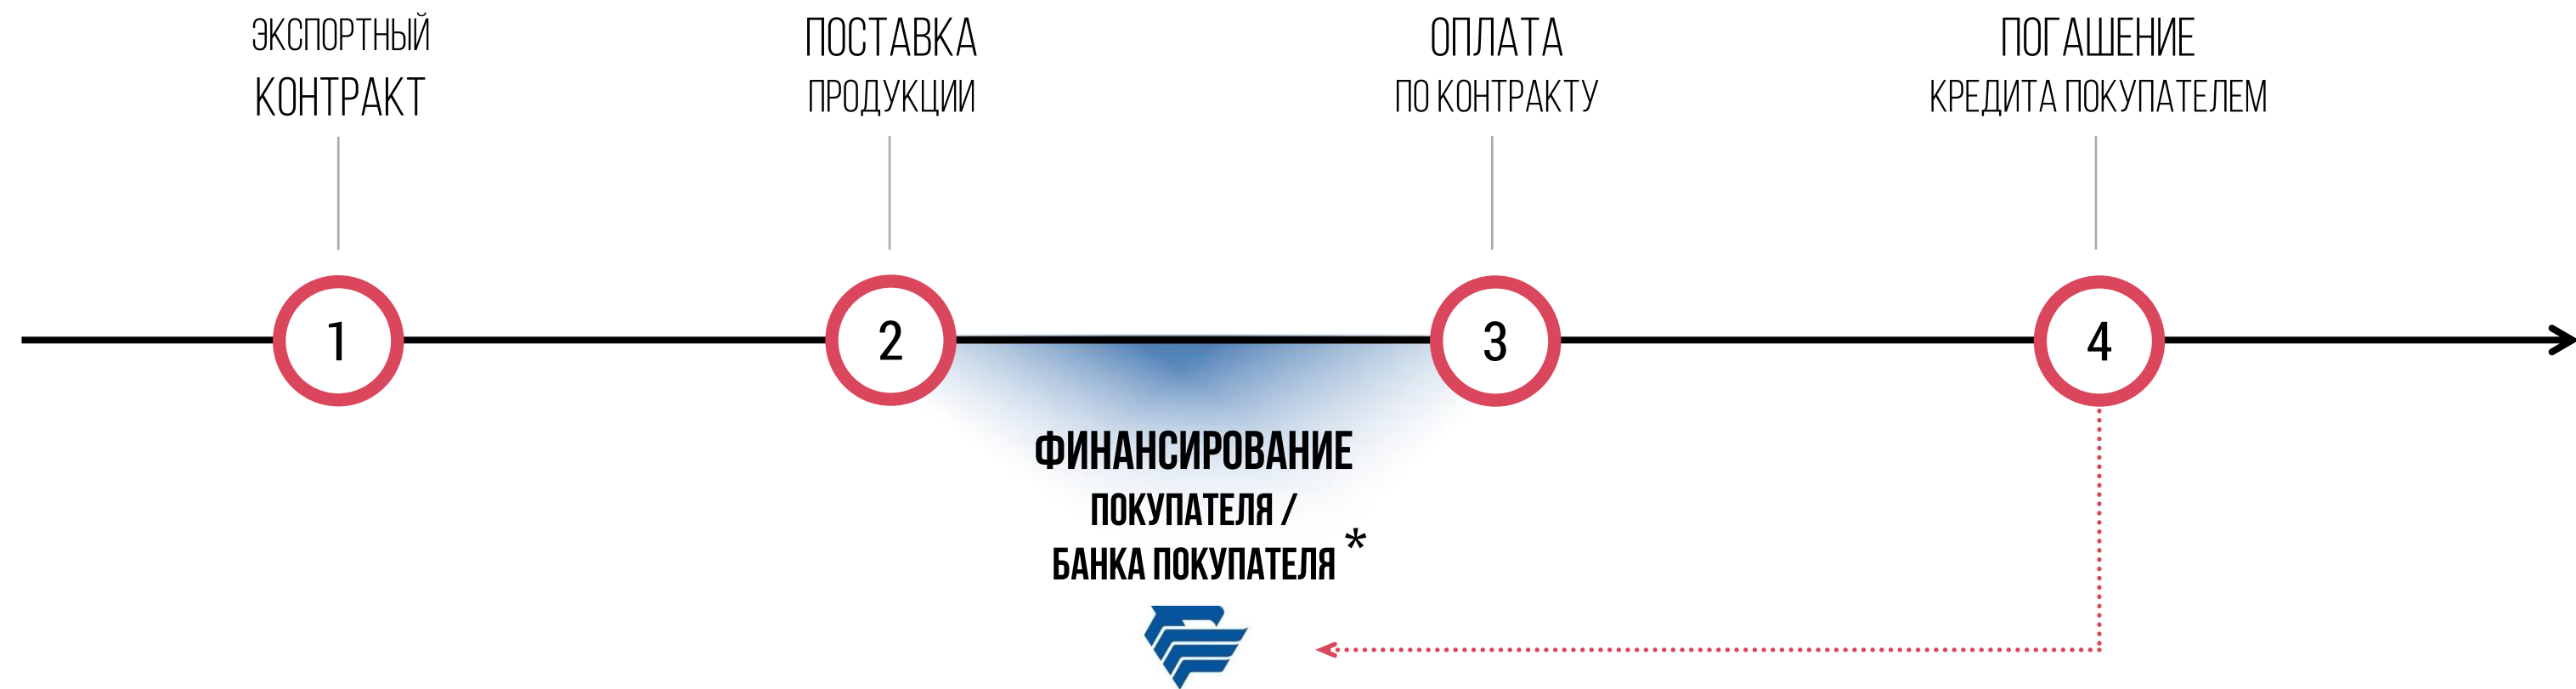 ЭКСПОРТНЫЙ
КОНТРАКТ
ПОСТАВКА
ПРОДУКЦИИ
ОПЛАТА
ПО КОНТРАКТУ
ПОГАШЕНИЕ
КРЕДИТА ПОКУПАТЕЛЕМ
1
2
3
4
ФИНАНСИРОВАНИЕ
ПОКУПАТЕЛЯ /
БАНКА ПОКУПАТЕЛЯ *